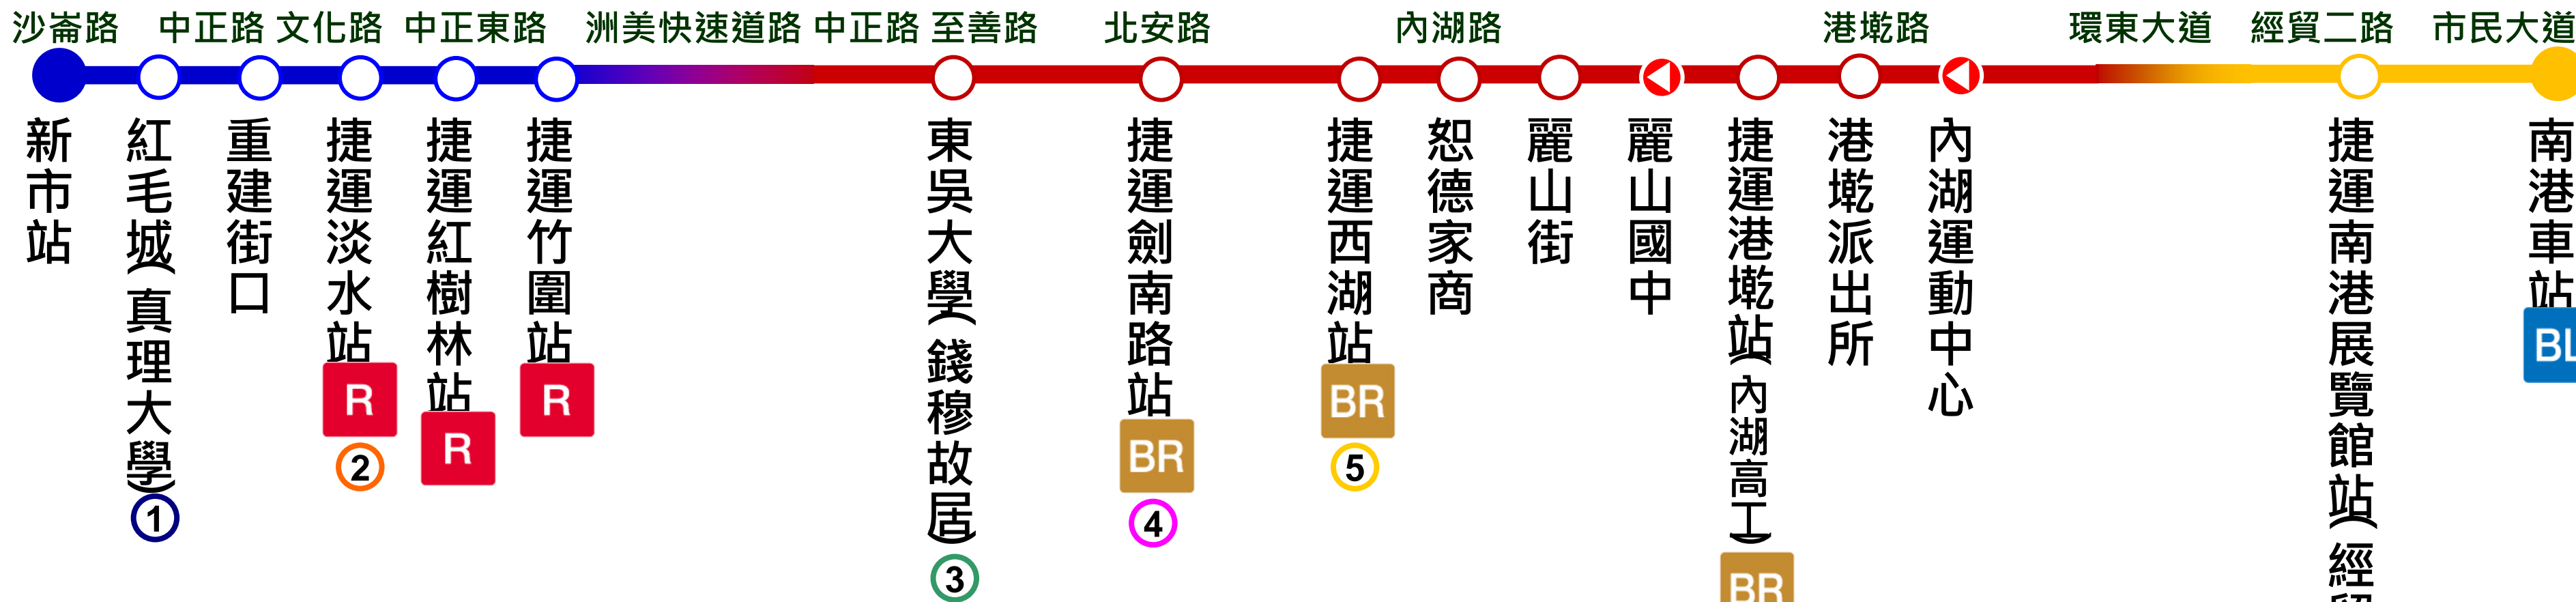 沙崙路 中正路 文化路 中正東路 洲美快速道路 中正路 至善路 北安路 內湖路 港墘路 環東大道 經貿二路 市民大道
新市站
紅毛城(真理大學)
1
重建街口
捷運淡水站
R
2
捷運紅樹林站
R
捷運竹圍站
R
東吳大學(錢穆故居)
3
捷運劍南路站
BR
4
捷運西湖站
BR
5
恕德家商
麗山街
麗山國中
捷運港墘站(內湖高工)
BR
港墘派出所
內湖運動中心
捷運南港展覽館站(經貿
南港車站
BL